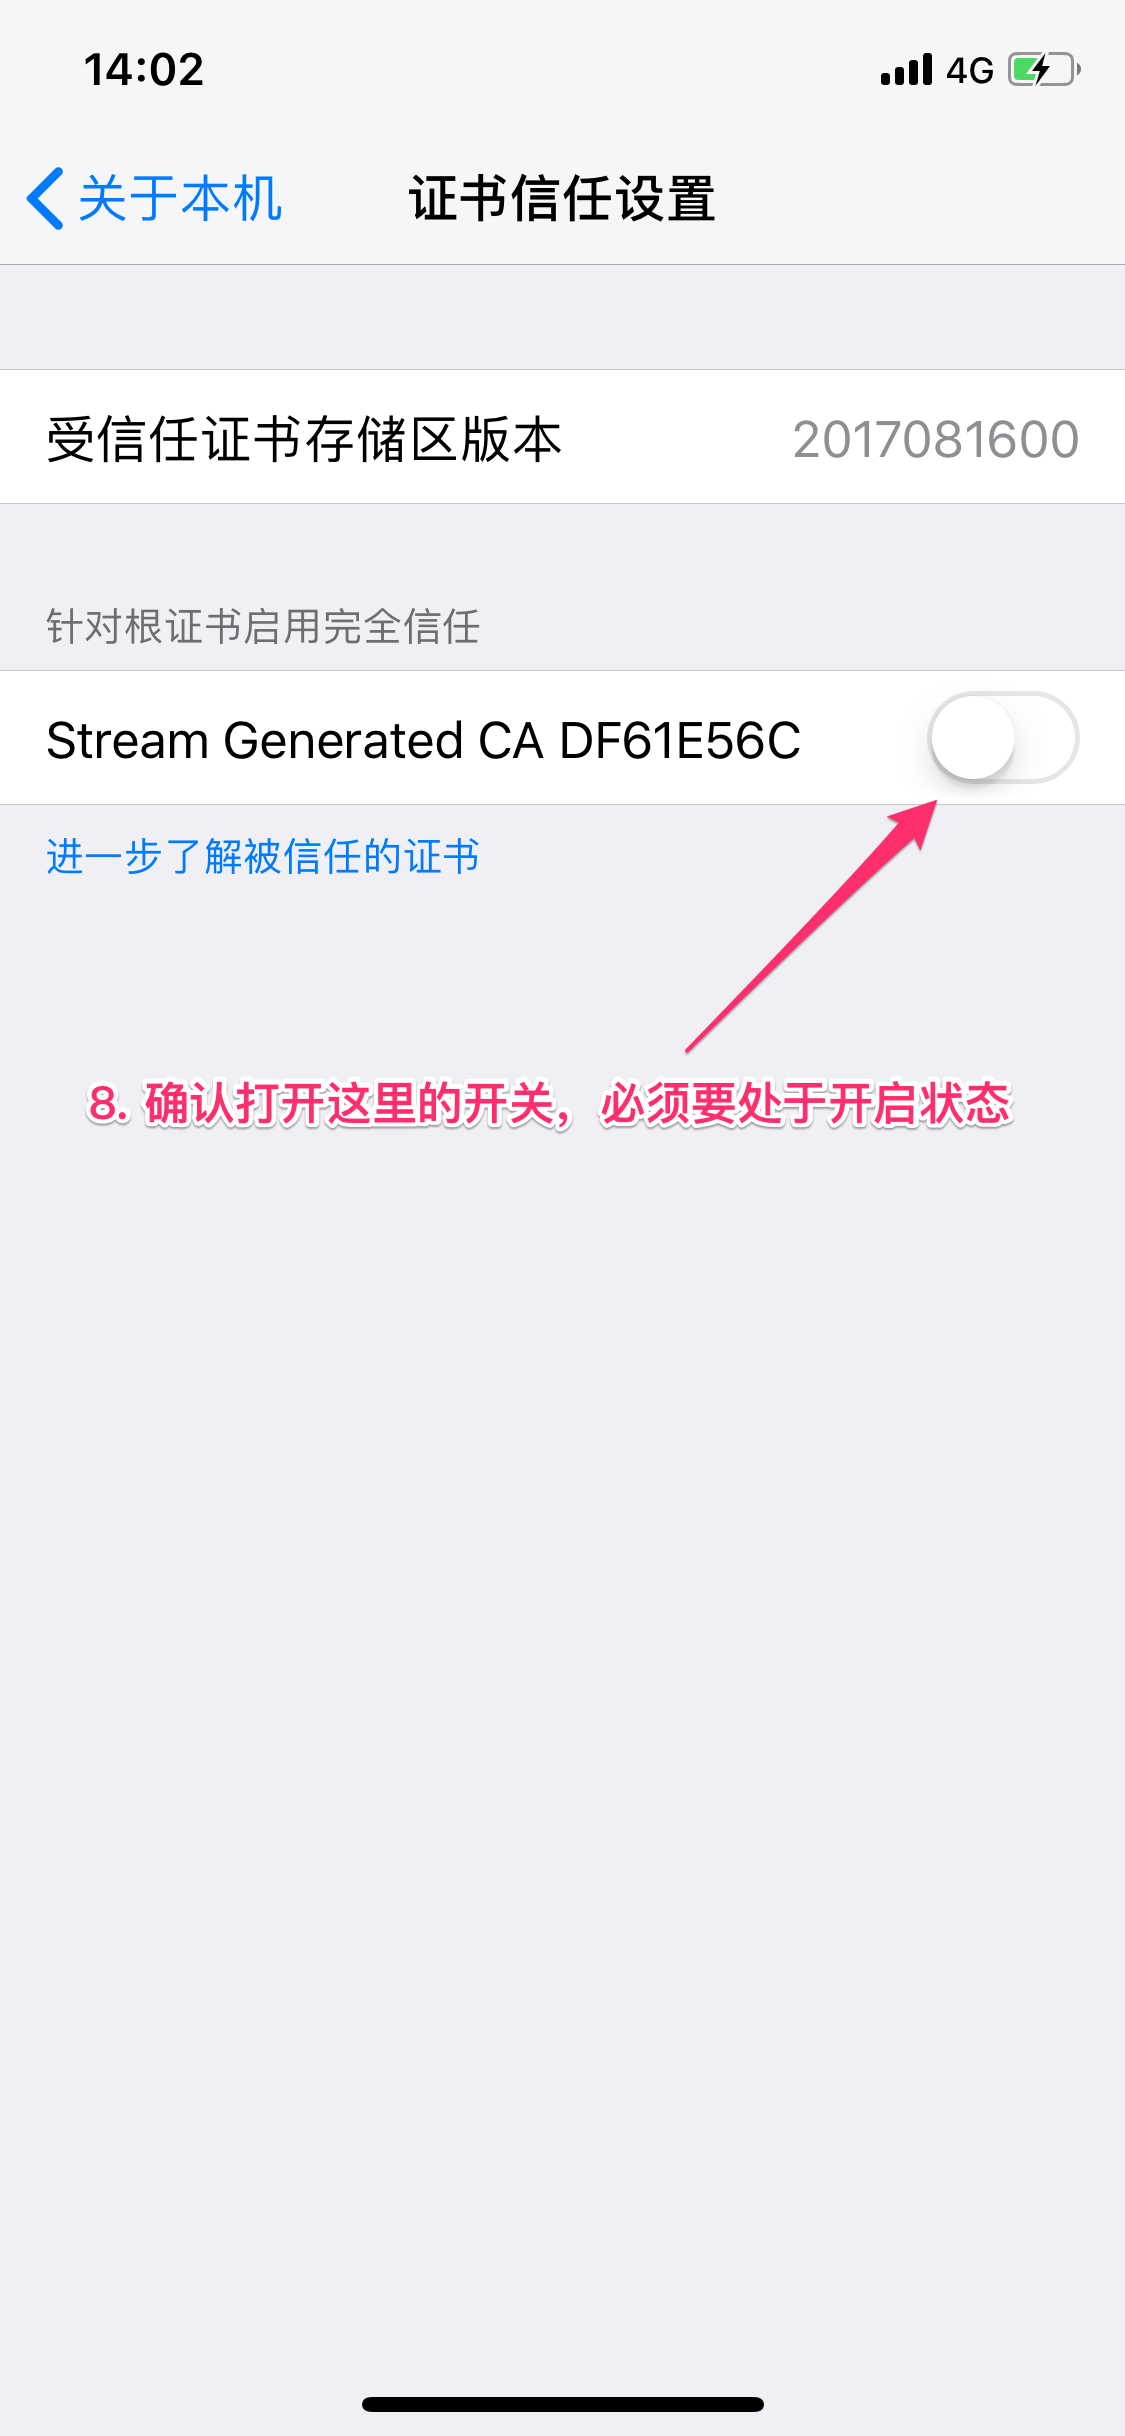 14:02
4G
关于本机
证书信任设置
受信任证书存储区版本 2017081600
针对根证书启用完全信任
Stream Generated CA DF61E56C
进一步了解被信任的证书
8. 确认打开这里的开关，必须要处于开启状态